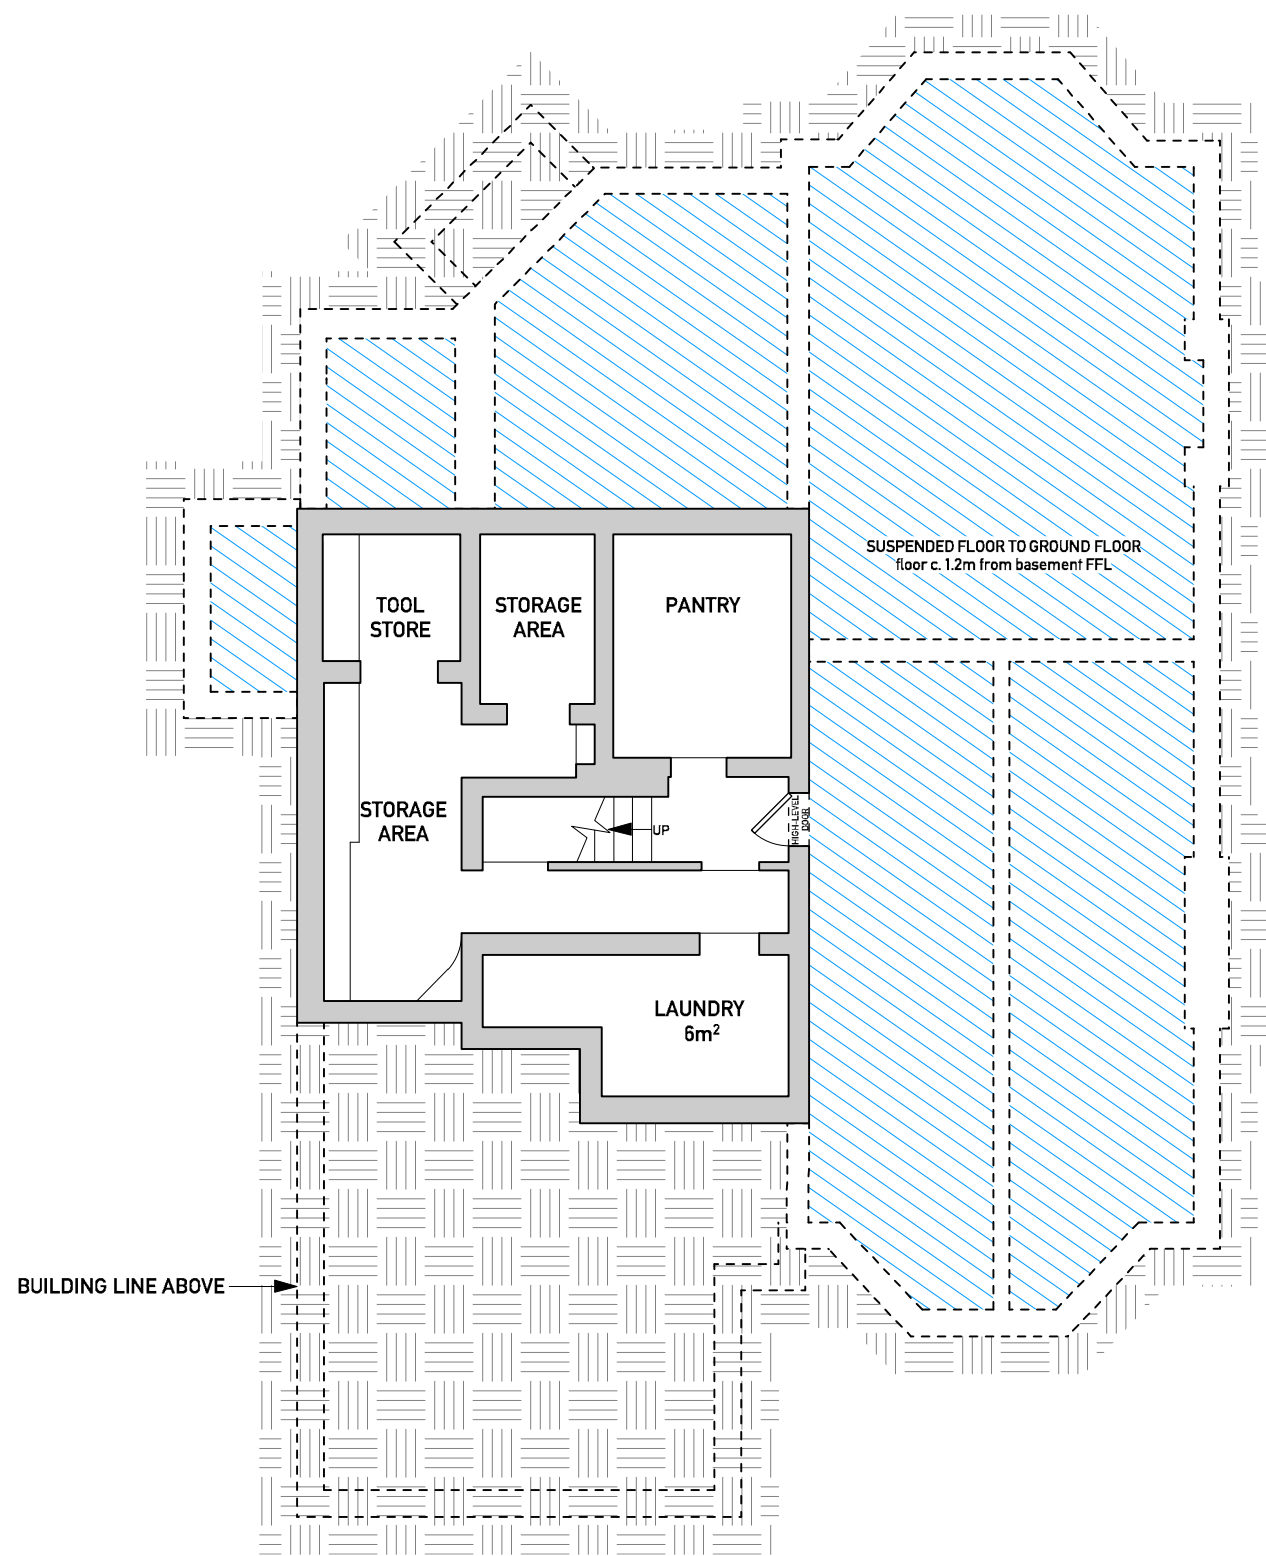 SUSPENDED FLOOR TO GROUND FLOOR
floor c. 1.2m from basement FFL
TOOL
STORE
STORAGE
AREA
PANTRY
STORAGE
AREA
UP
HIGH-LEVEL
DOOR
LAUNDRY
6m²
BUILDING LINE ABOVE